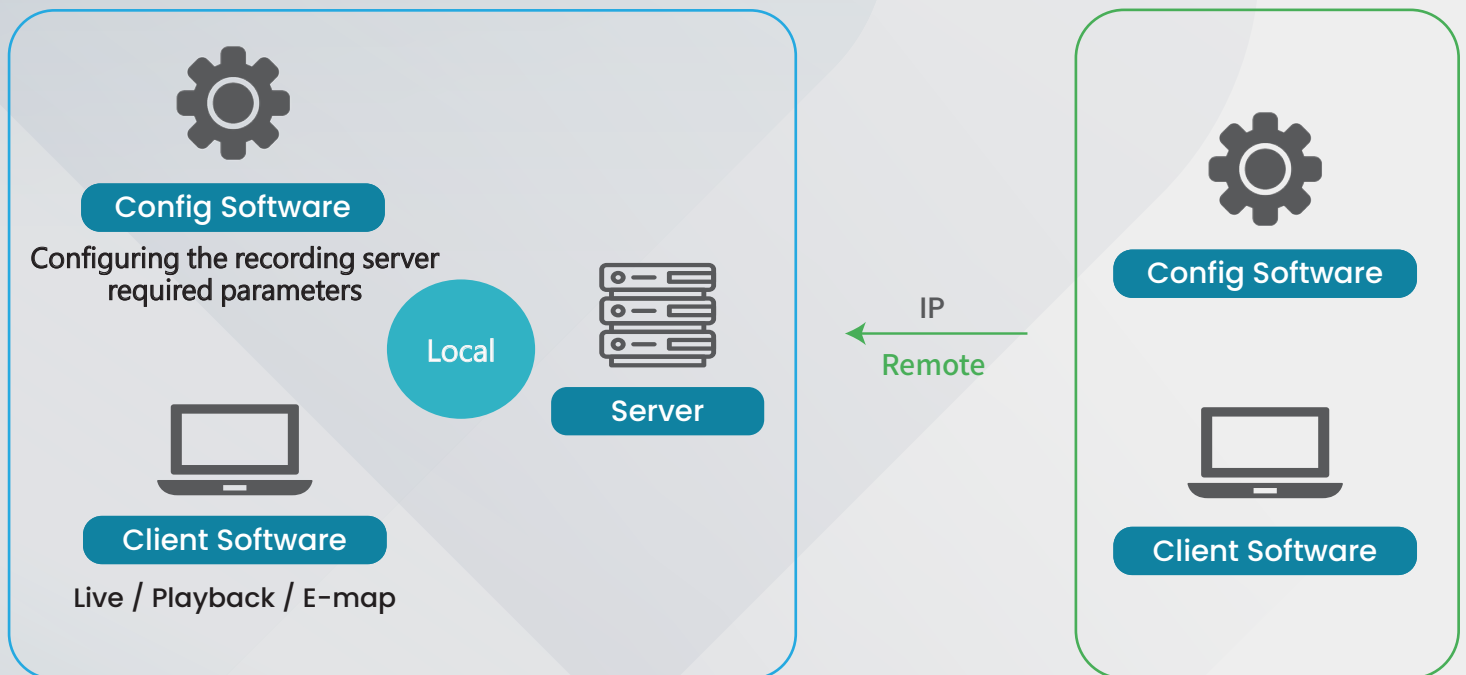 Config Software
Configuring the recording server
required parameters
Local
Server
Client Software
Live / Playback / E-map
IP
Remote
Config Software
Client Software